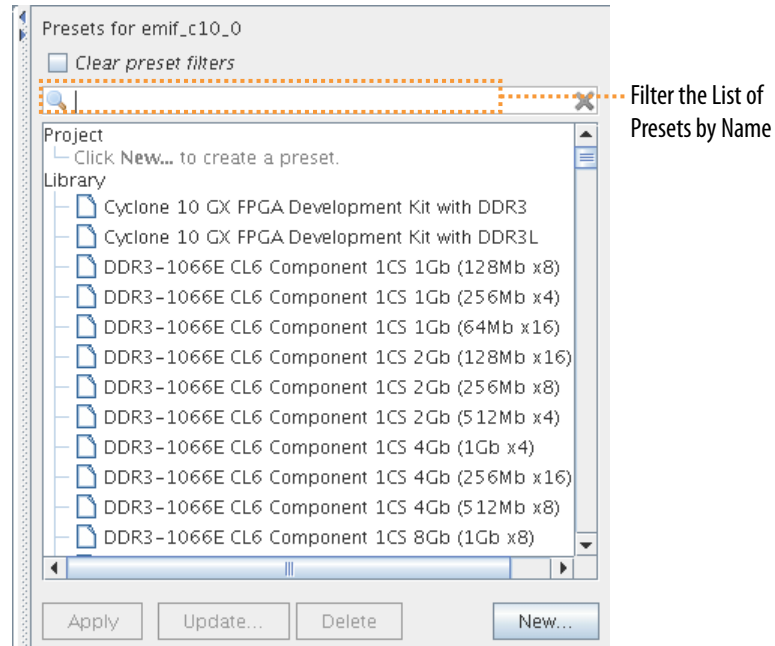 Presets for emif_c10_0
Clear preset filters
Filter the List of
Presets by Name
Project
Click New... to create a preset.
Library
Cyclone 10 GX FPGA Development Kit with DDR3
Cyclone 10 GX FPGA Development Kit with DDR3L
DDR3-1066E CL6 Component 1CS 1Gb (128Mb x8)
DDR3-1066E CL6 Component 1CS 1Gb (256Mb x4)
DDR3-1066E CL6 Component 1CS 1Gb (64Mb x16)
DDR3-1066E CL6 Component 1CS 2Gb (128Mb x16)
DDR3-1066E CL6 Component 1CS 2Gb (256Mb x8)
DDR3-1066E CL6 Component 1CS 2Gb (512Mb x4)
DDR3-1066E CL6 Component 1CS 4Gb (1Gb x4)
DDR3-1066E CL6 Component 1CS 4Gb (256Mb x16)
DDR3-1066E CL6 Component 1CS 4Gb (512Mb x8)
DDR3-1066E CL6 Component 1CS 8Gb (1Gb x8)
Apply Update... Delete New...